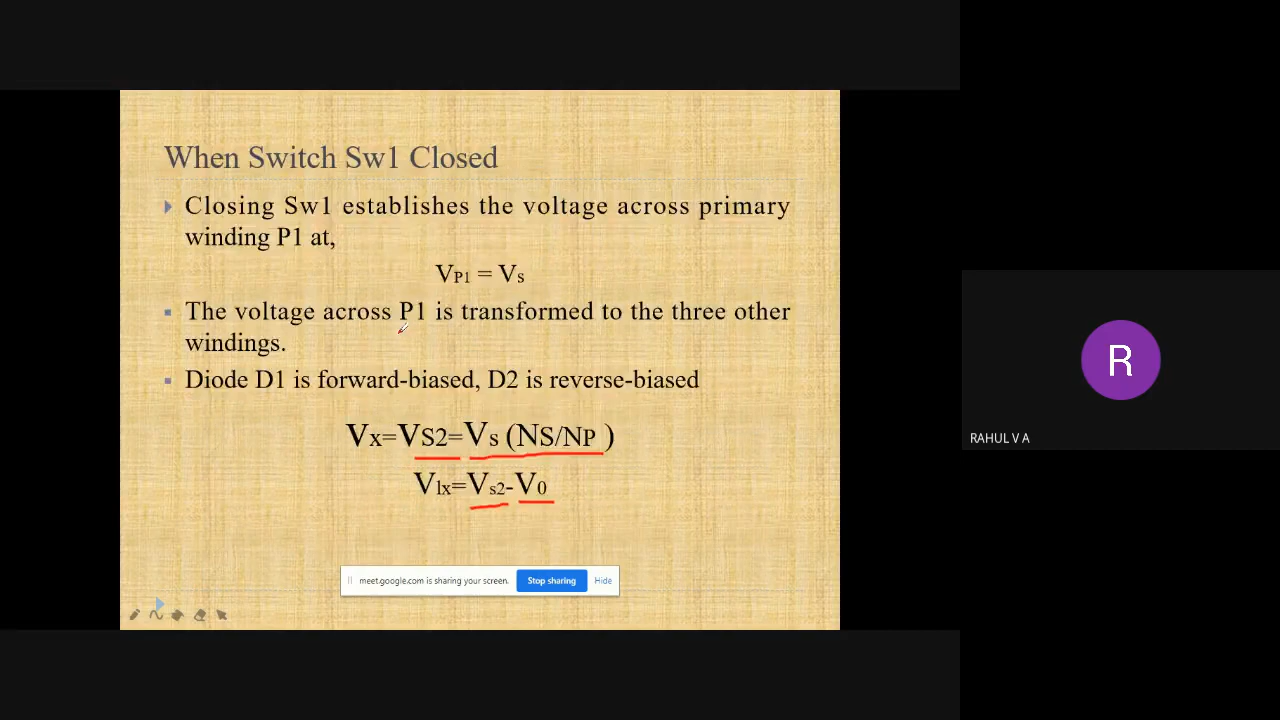 When Switch Sw1 Closed
Closing Sw1 establishes the voltage across primary
winding P1 at,
VP1 = Vs
The voltage across P1 is transformed to the three other
windings.
Diode D1 is forward-biased, D2 is reverse-biased
Vx=VS2=Vs (NS/NP )
Vlx=Vs2-V0
meet.google.com is sharing your screen.
Stop sharing
Hide
R
RAHUL V A